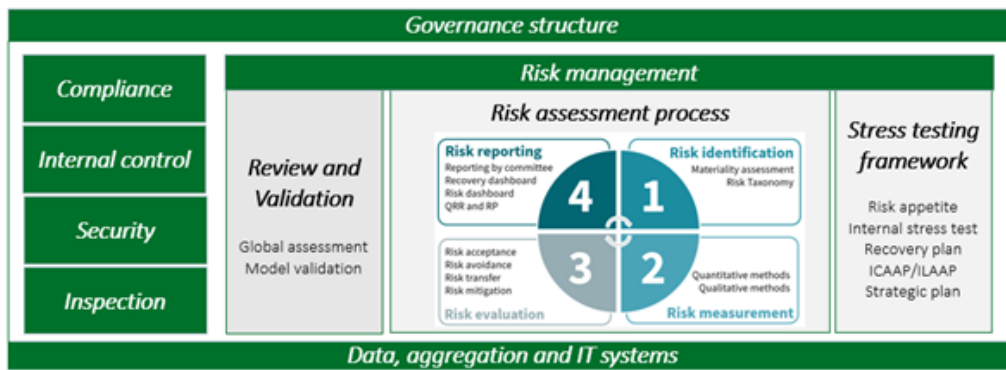 Governance structure
Compliance
Internal control
Security
Inspection
Risk management
Review and
Validation
Global assessment
Model validation
Risk assessment process
Risk reporting
Reporting by committee
Recovery dashboard
Risk dashboard
QRR and RP
4
1
Risk identification
Materiality assessment
Risk Taxonomy
Risk acceptance
Risk avoidance
Risk transfer
Risk mitigation
Risk evaluation
3
2
Quantitative methods
Qualitative methods
Risk measurement
Stress testing
framework
Risk appetite
Internal stress test
Recovery plan
ICAAP/ILAAP
Strategic plan
Data, aggregation and IT systems